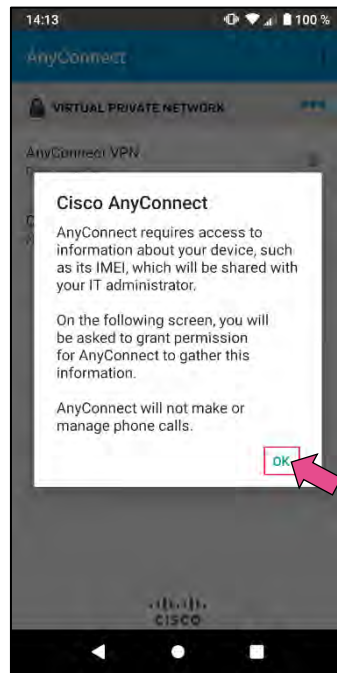 14:13
100 %
AnyConnect
VIRTUAL PRIVATE NETWORK
AnyConnect VPN
Cisco AnyConnect
AnyConnect requires access to
information about your device, such
as its IMEI, which will be shared with
your IT administrator.
On the following screen, you will
be asked to grant permission
for AnyConnect to gather this
information.
AnyConnect will not make or
manage phone calls.
OK
CISCO